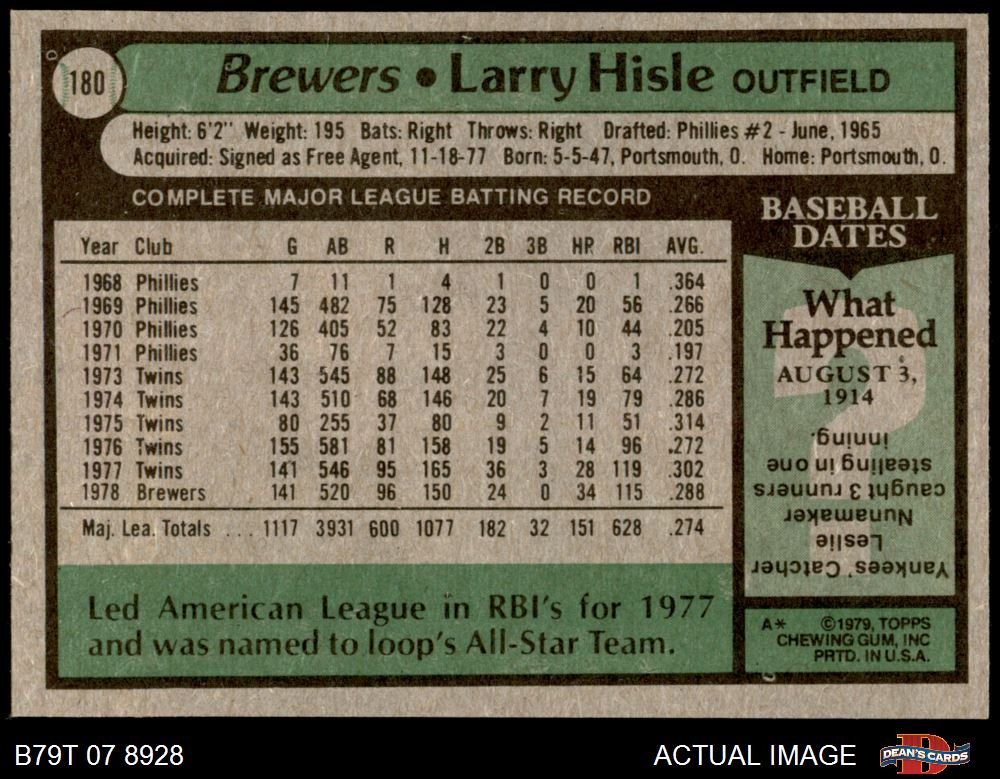 180
Brewers • Larry Hisle OUTFIELD
Height: 6'2" Weight: 195 Bats: Right Throws: Right Drafted: Phillies #2 - June, 1965
Acquired: Signed as Free Agent, 11-18-77 Born: 5-5-47, Portsmouth, O. Home: Portsmouth, O.
COMPLETE MAJOR LEAGUE BATTING RECORD
Year Club G AB R H 2B 3B HR RBI AVG.
1968 Phillies 7 11 1 4 1 0 0 1 .364
1969 Phillies 145 482 75 128 23 5 20 56 .266
1970 Phillies 126 405 52 83 22 4 10 44 .205
1971 Phillies 36 76 7 15 3 0 0 3 .197
1973 Twins 143 545 88 148 25 6 15 64 .272
1974 Twins 143 510 68 146 20 7 19 79 .286
1975 Twins 80 255 37 80 9 2 11 51 .314
1976 Twins 155 581 81 158 19 5 14 96 .272
1977 Twins 141 546 95 165 36 3 28 119 .302
1978 Brewers 141 520 96 150 24 0 34 115 .288
Maj. Lea. Totals . . . 1117 3931 600 1077 182 32 151 628 .274
Led American League in RBI's for 1977
and was named to loop's All-Star Team.
BASEBALL
DATES
What
Happened
AUGUST 3,
1914
Yankees' Catcher
Leslie
Nunamaker
caught 3 runners
stealing in one
inning.
A* ©1979, TOPPS
CHEWING GUM, INC
PRTD. IN U.S.A.
B79T 07 8928
ACTUAL IMAGE
DEAN'S CARDS